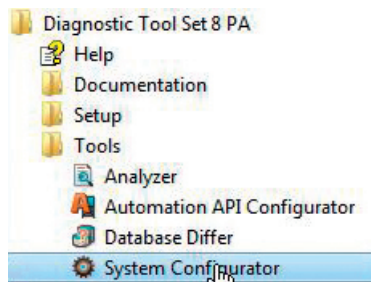 Diagnostic Tool Set 8 PA
Help
Documentation
Setup
Tools
Analyzer
Automation API Configurator
Database Differ
System Configurator